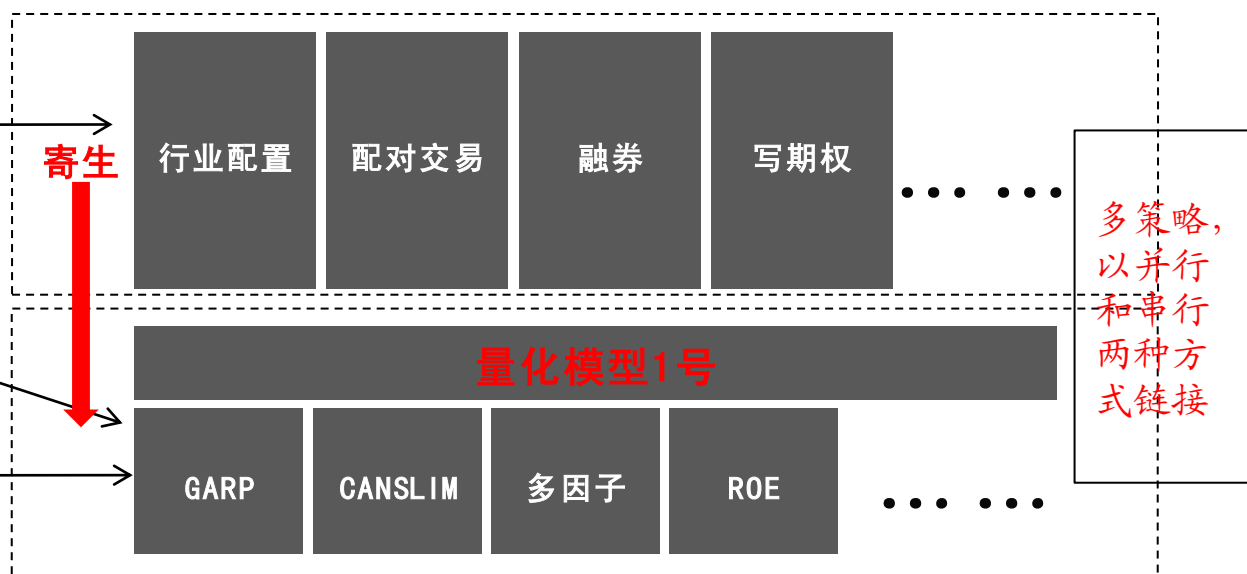 寄生
行业配置
配对交易
融券
写期权
... ...
多策略，
以并行
和串行
两种方
式链接
量化模型1号
GARP
CANSLIM
多因子
ROE
... ...